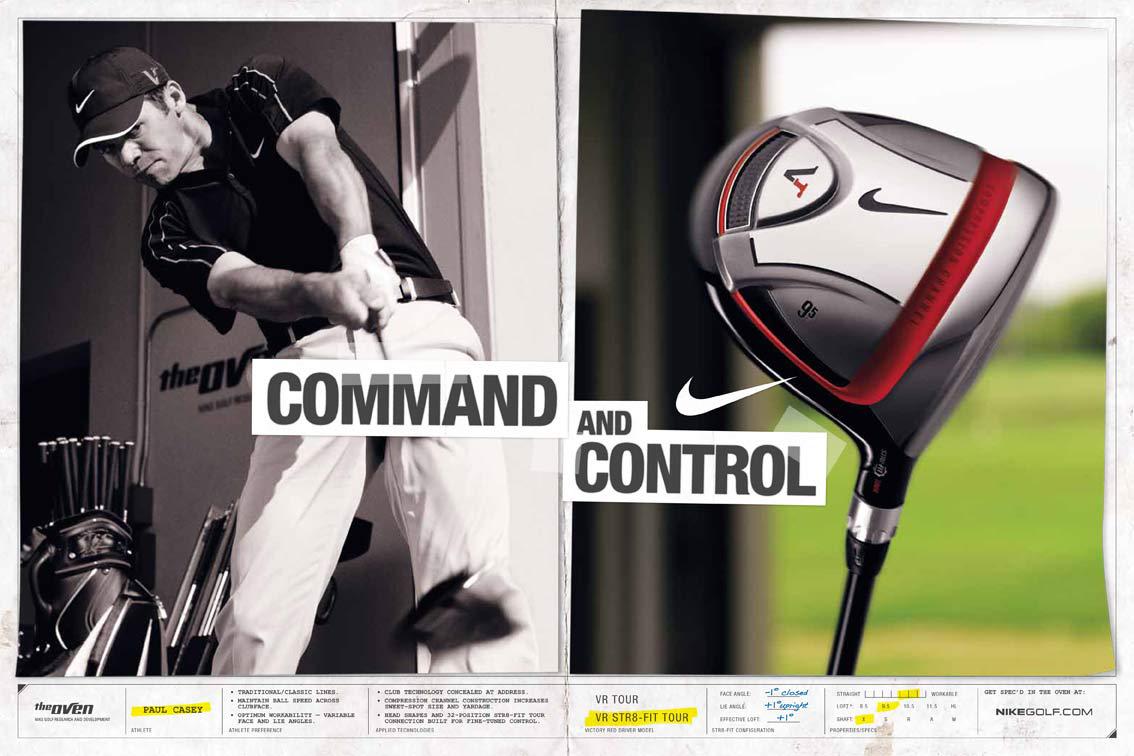 theOV
COMMAND
AND
CONTROL
9.5
COMPRESSION CHANNEL
theOven
NIKE GOLF RESEARCH AND DEVELOPMENT
PAUL CASEY
ATHLETE
• TRADITIONAL/CLASSIC LINES.
• MAINTAIN BALL SPEED ACROSS
CLUBFACE.
• OPTIMUM WORKABILITY — VARIABLE
FACE AND LIE ANGLES.
ATHLETE PREFERENCE
• CLUB TECHNOLOGY CONCEALED AT ADDRESS.
• COMPRESSION CHANNEL CONSTRUCTION INCREASES
SWEET-SPOT SIZE AND YARDAGE.
• HEAD SHAPES AND 32-POSITION STR8-FIT TOUR
CONNECTION BUILT FOR FINE-TUNED CONTROL.
APPLIED TECHNOLOGIES
VR TOUR
VR STR8-FIT TOUR
VICTORY RED DRIVER MODEL
FACE ANGLE: -1° closed
LIE ANGLE: +1° upright
EFFECTIVE LOFT: +1°
STR8-FIT CONFIGURATION
STRAIGHT WORKABLE
LOFT°: 8.5 9.5 10.5 11.5 HL
SHAFT: X S R A W
PROPERTIES/SPECS
GET SPEC'D IN THE OVEN AT:
NIKEGOLF.COM